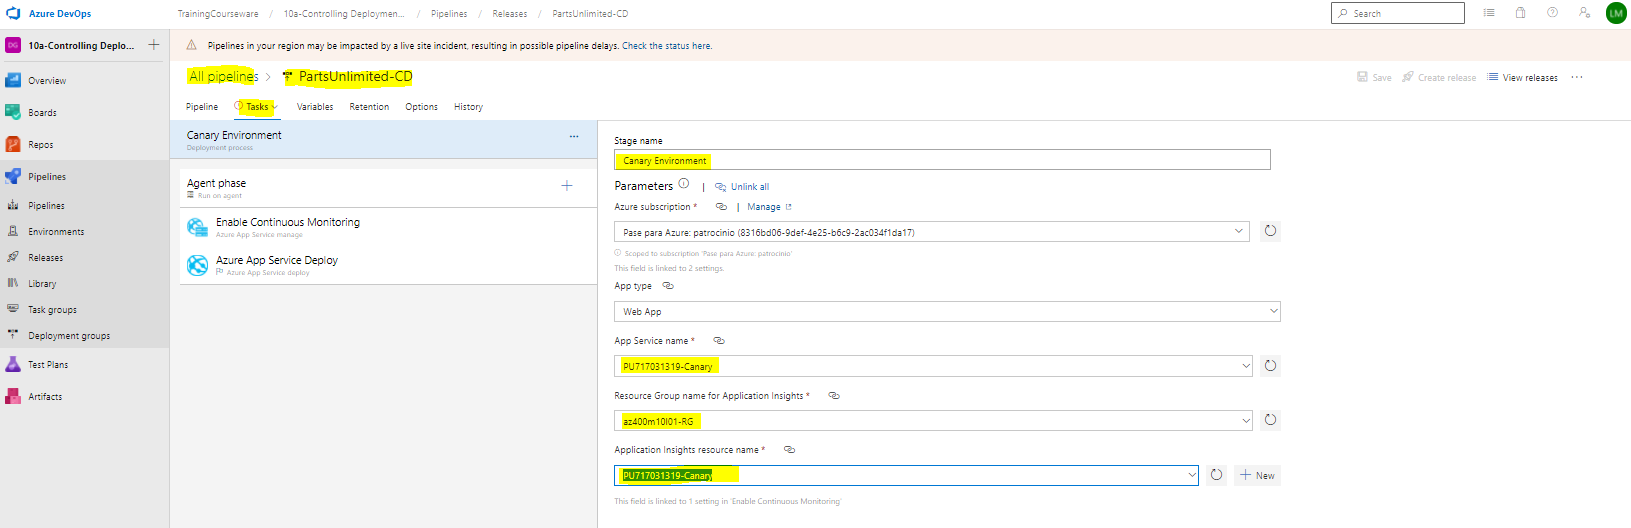 Azure DevOps
TrainingCourseware / 10a-Controlling Deploymen... / Pipelines / Releases / PartsUnlimited-CD
Search
LM
DG 10a-Controlling Deplo...
Pipelines in your region may be impacted by a live site incident, resulting in possible pipeline delays. Check the status here.
All pipelines > PartsUnlimited-CD
Save Create release View releases ...
Pipeline Tasks Variables Retention Options History
Overview
Boards
Repos
Pipelines
Pipelines
Environments
Releases
Library
Task groups
Deployment groups
Test Plans
Artifacts
Canary Environment ...
Deployment process
Agent phase
Run on agent
Enable Continuous Monitoring
Azure App Service manage
Azure App Service Deploy
Azure App Service deploy
Stage name
Canary Environment
Parameters | Unlink all
Azure subscription * | Manage
Pase para Azure: patrocinio (8316bd06-9def-4e25-b6c9-2ac034f1da17)
Scoped to subscription 'Pase para Azure: patrocinio'
This field is linked to 2 settings.
App type
Web App
App Service name *
PU717031319-Canary
Resource Group name for Application Insights *
az400m10l01-RG
Application Insights resource name *
PU717031319-Canary
New
This field is linked to 1 setting in 'Enable Continuous Monitoring'